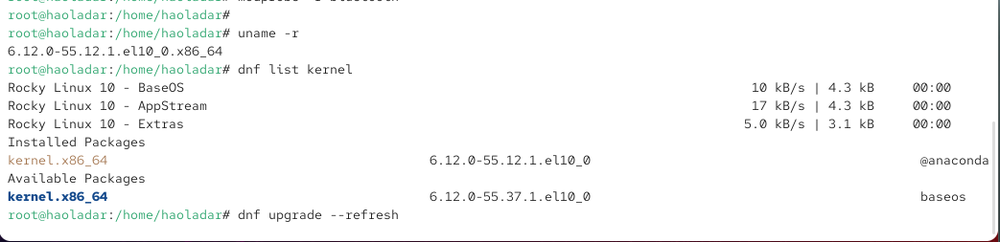 root@haoladar:/home/haoladar#
root@haoladar:/home/haoladar# uname -r
6.12.0-55.12.1.el10_0.x86_64
root@haoladar:/home/haoladar# dnf list kernel
Rocky Linux 10 - BaseOS 10 kB/s | 4.3 kB 00:00
Rocky Linux 10 - AppStream 17 kB/s | 4.3 kB 00:00
Rocky Linux 10 - Extras 5.0 kB/s | 3.1 kB 00:00
Installed Packages
kernel.x86_64 6.12.0-55.12.1.el10_0 @anaconda
Available Packages
kernel.x86_64 6.12.0-55.37.1.el10_0 baseos
root@haoladar:/home/haoladar# dnf upgrade --refresh